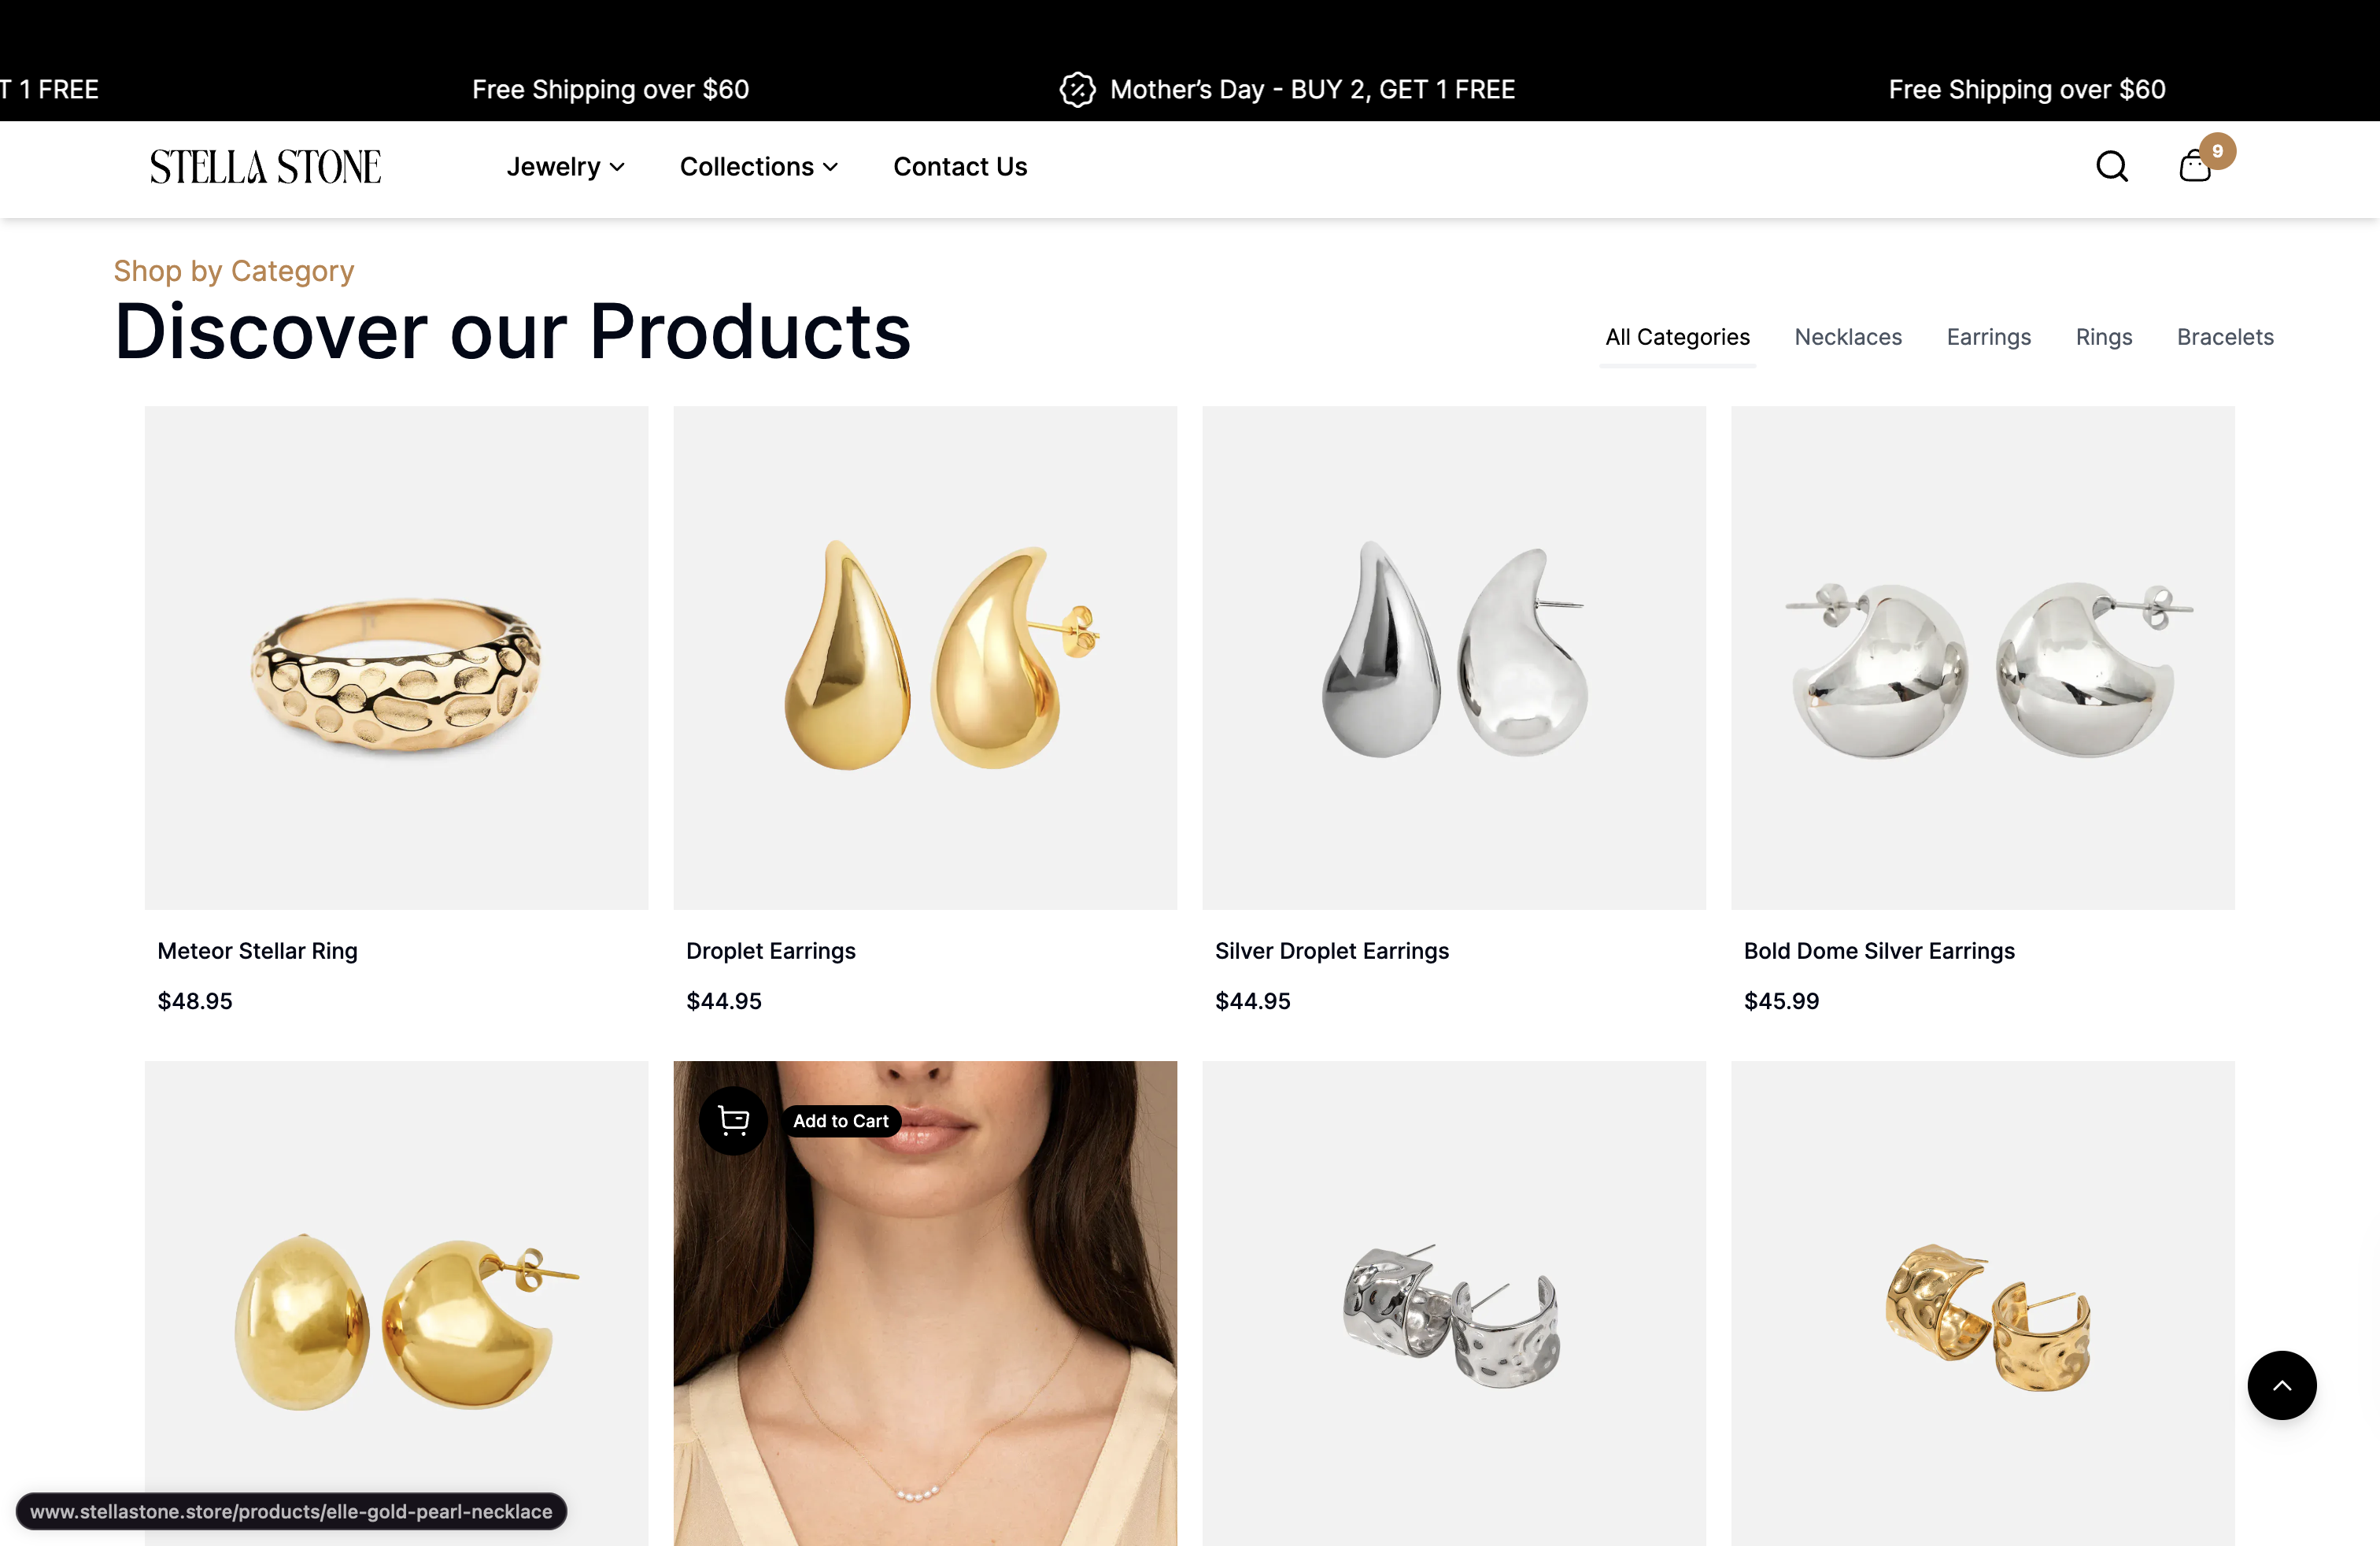 T 1 FREE
Free Shipping over $60
Mother’s Day - BUY 2, GET 1 FREE
Free Shipping over $60
STELLA STONE
Jewelry
Collections
Contact Us
9
Shop by Category
Discover our Products
All Categories
Necklaces
Earrings
Rings
Bracelets
Meteor Stellar Ring
$48.95
Droplet Earrings
$44.95
Silver Droplet Earrings
$44.95
Bold Dome Silver Earrings
$45.99
Add to Cart
www.stellastone.store/products/elle-gold-pearl-necklace